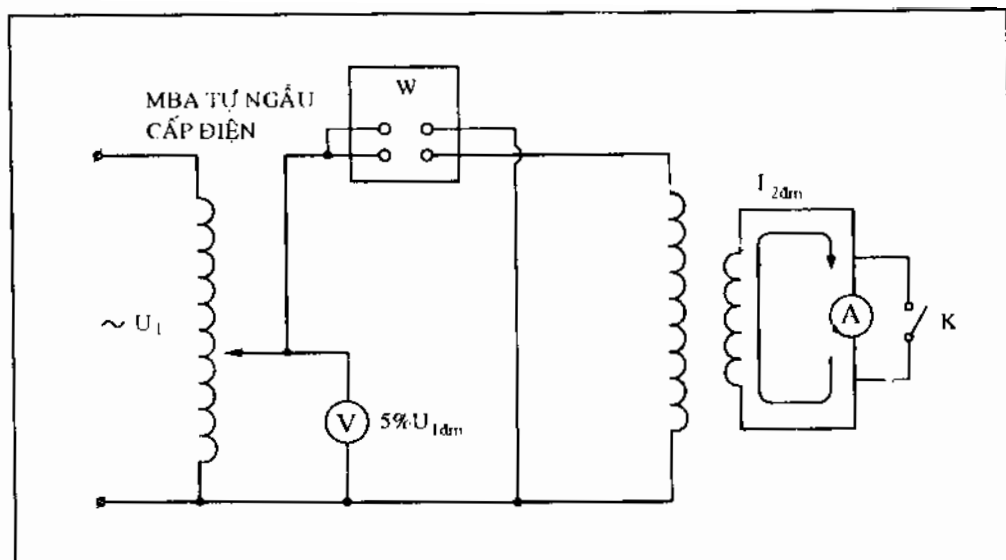 MBA TỰ NGẪU
CẤP ĐIỆN
W
I 2đm
~ U1
A
K
V
5% U1đm